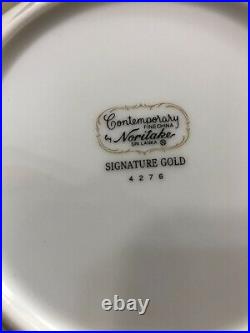 Contemporary
FINE CHINA
by Noritake
SRI LANKA
SIGNATURE GOLD
4276